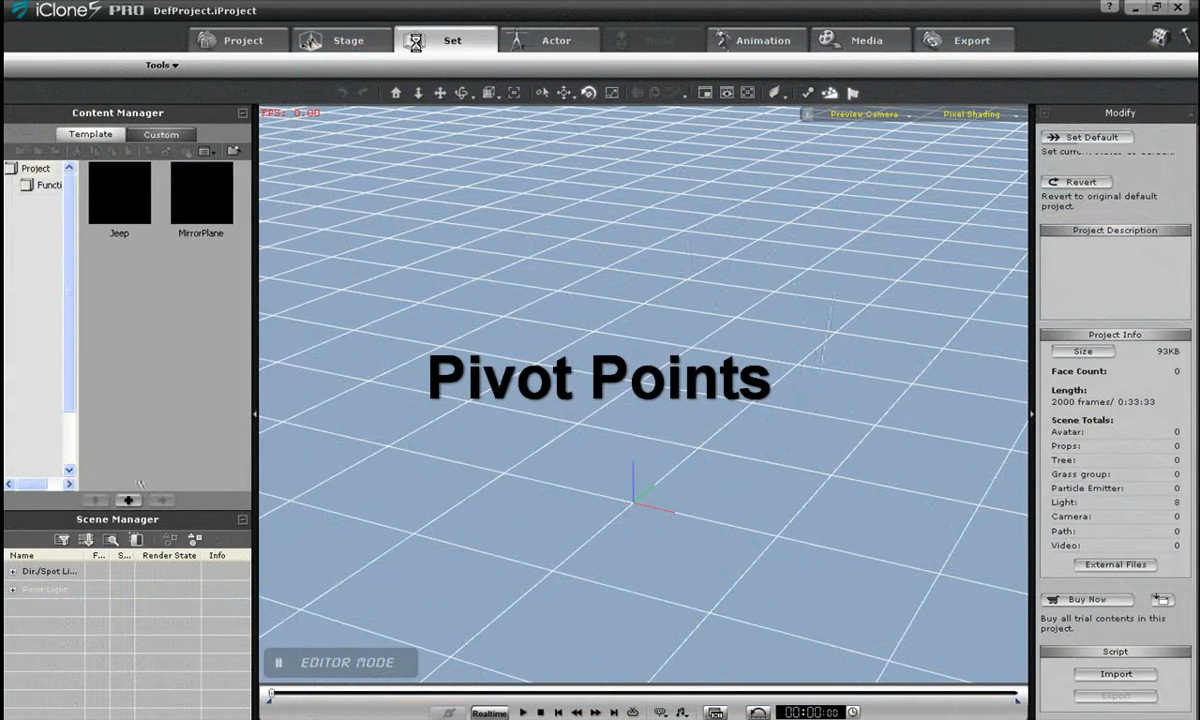 iClone5 PRO DefProject.iProject
Project Stage Set Actor Head Animation Media Export
Tools
Content Manager
Template Custom
Project
Functi
Jeep MirrorPlane
FPS: 0.00
Preview Camera Pixel Shading
Pivot Points
EDITOR MODE
Scene Manager
Name F... S... Render State Info
Dir./Spot Li...
Point Light
Realtime
00:00:00
Modify
Set Default
Revert
Revert to original default
project.
Project Description
Project Info
Size 93KB
Face Count: 0
Length:
2000 frames/ 0:33:33
Scene Totals:
Avatar: 0
Props: 0
Tree: 0
Grass group: 0
Particle Emitter: 0
Light: 8
Camera: 0
Path: 0
Video: 0
External Files
Buy Now
Buy all trial contents in this
project.
Script
Import
Export